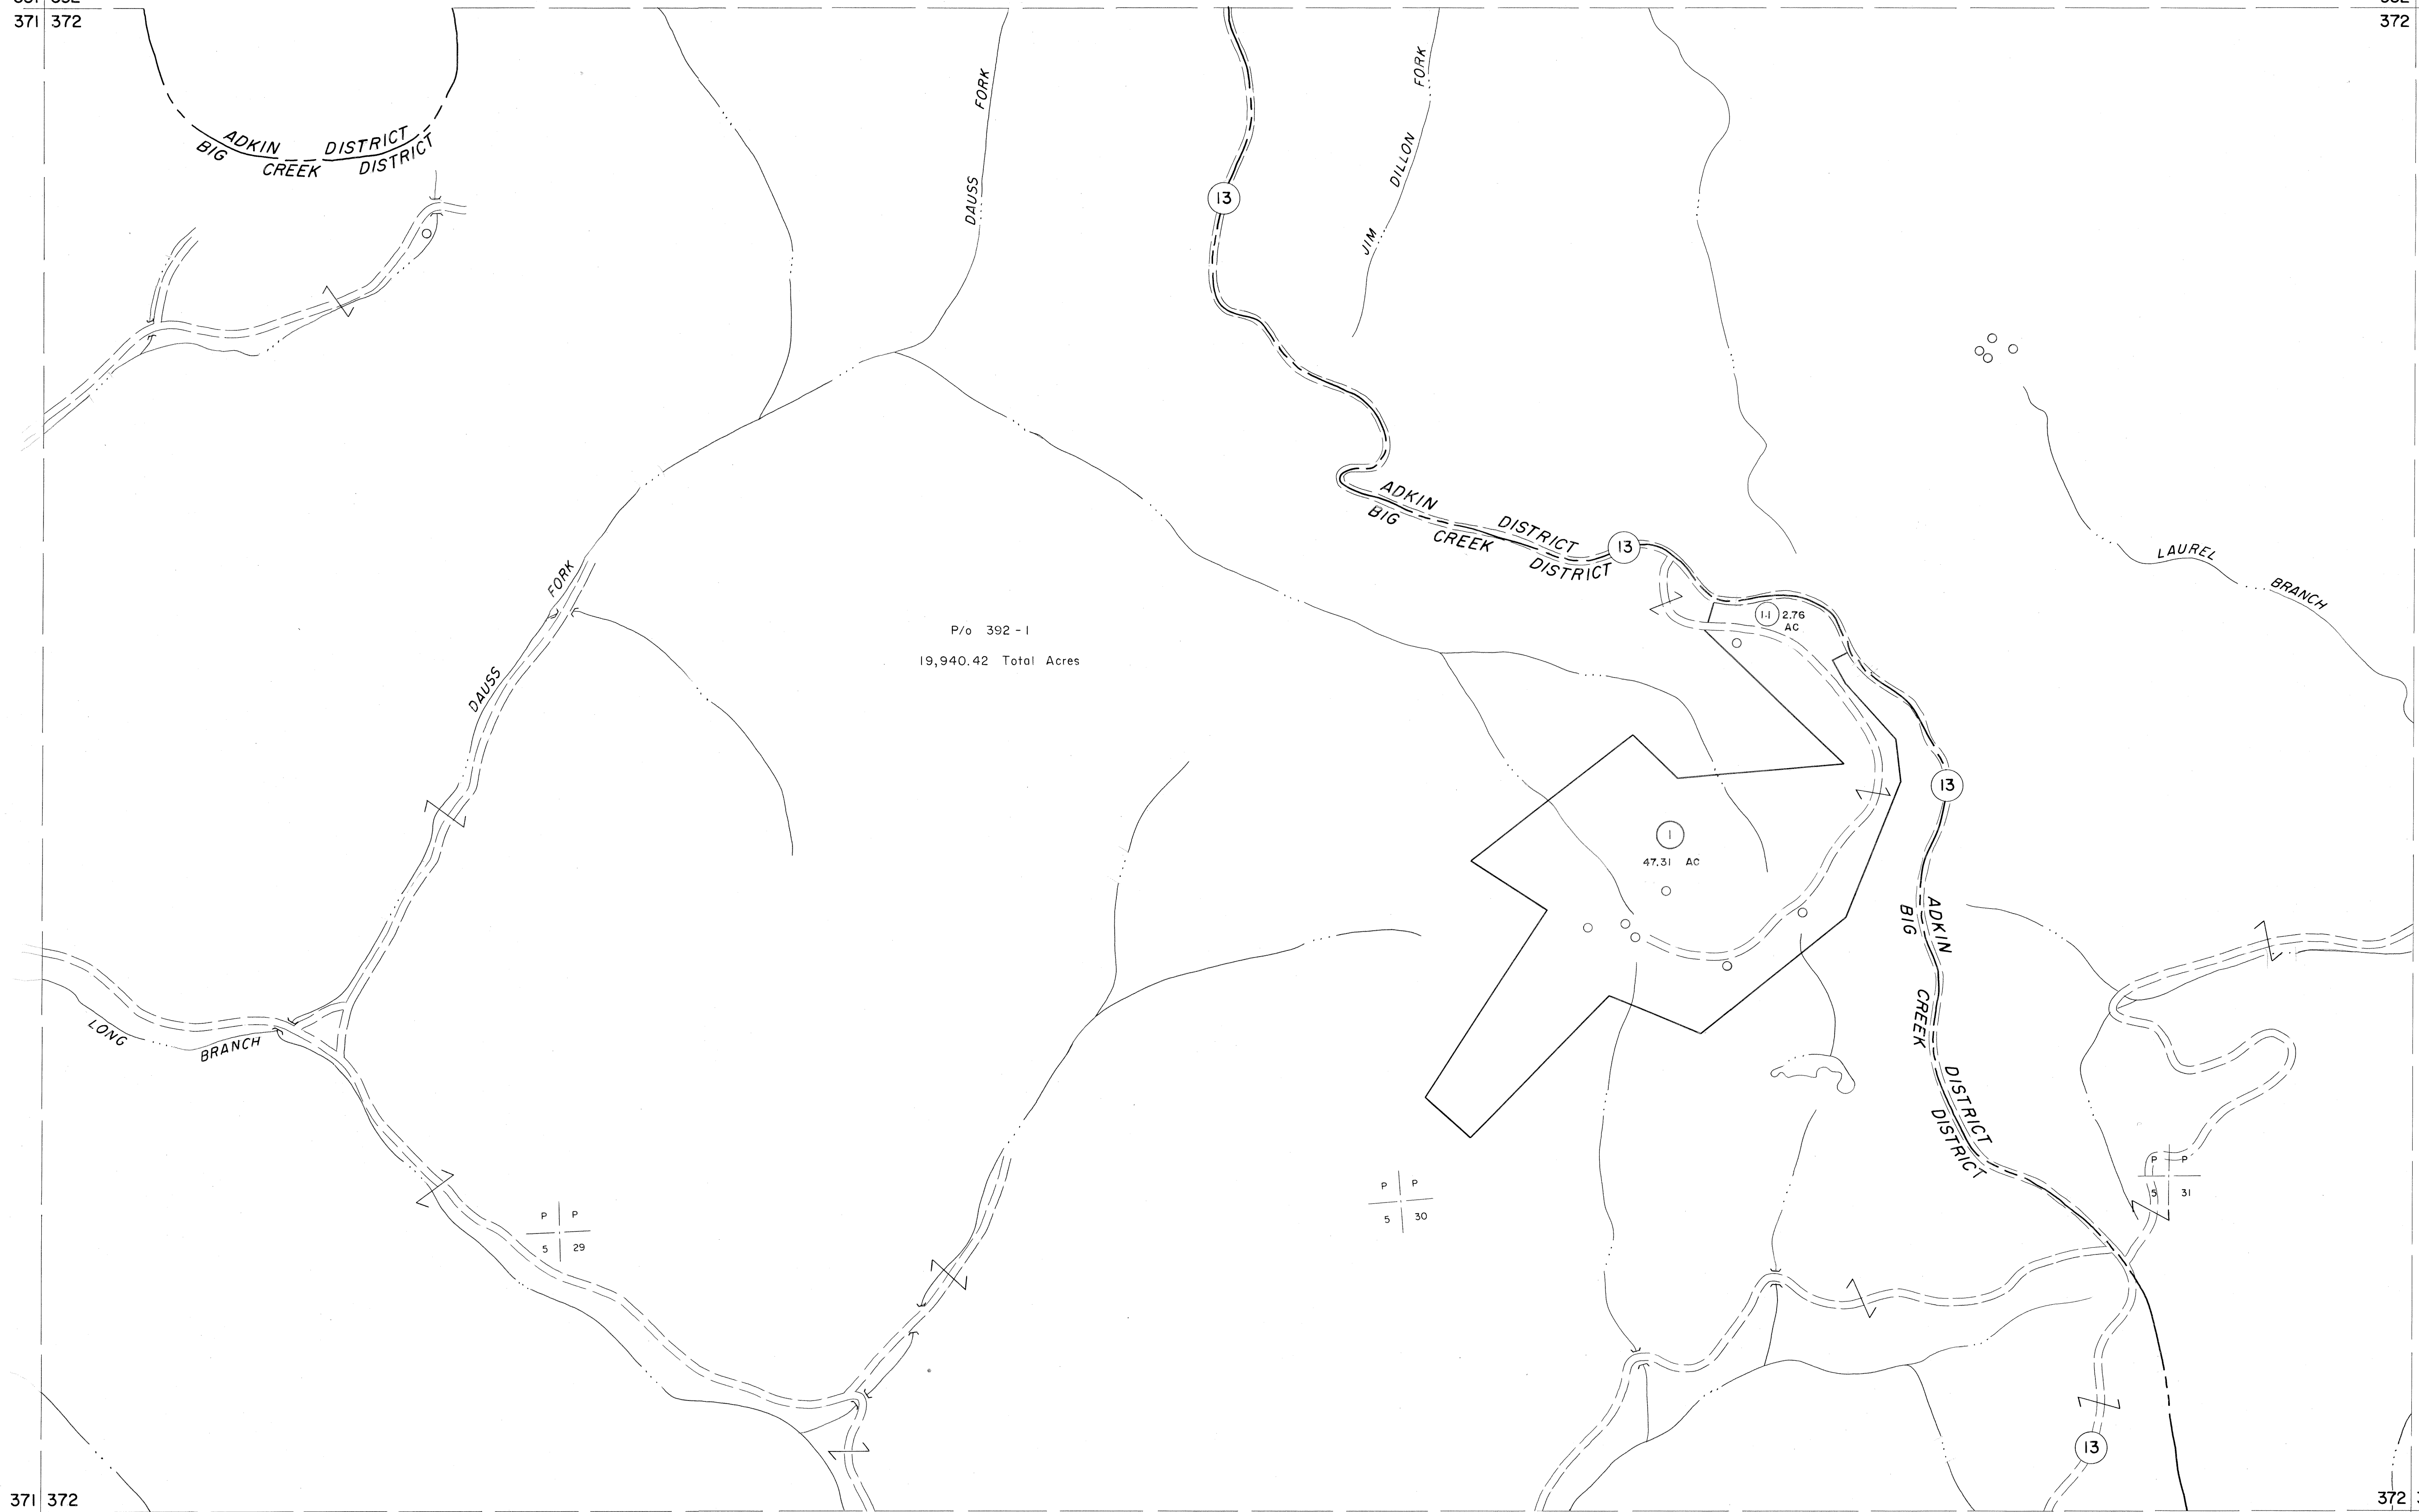 371 372
372
ADKIN DISTRICT
BIG CREEK DISTRICT
DAUSS FORK
JIM DILLON FORK
13
ADKIN DISTRICT
BIG CREEK DISTRICT
13
LAUREL BRANCH
1.1 2.76
AC
DAUSS FORK
P/o 392-1
19,940.42 Total Acres
13
1
47.31 AC
ADKIN DISTRICT
BIG CREEK DISTRICT
LONG BRANCH
P P
5 31
P P
5 30
P P
5 29
13
371 372
372